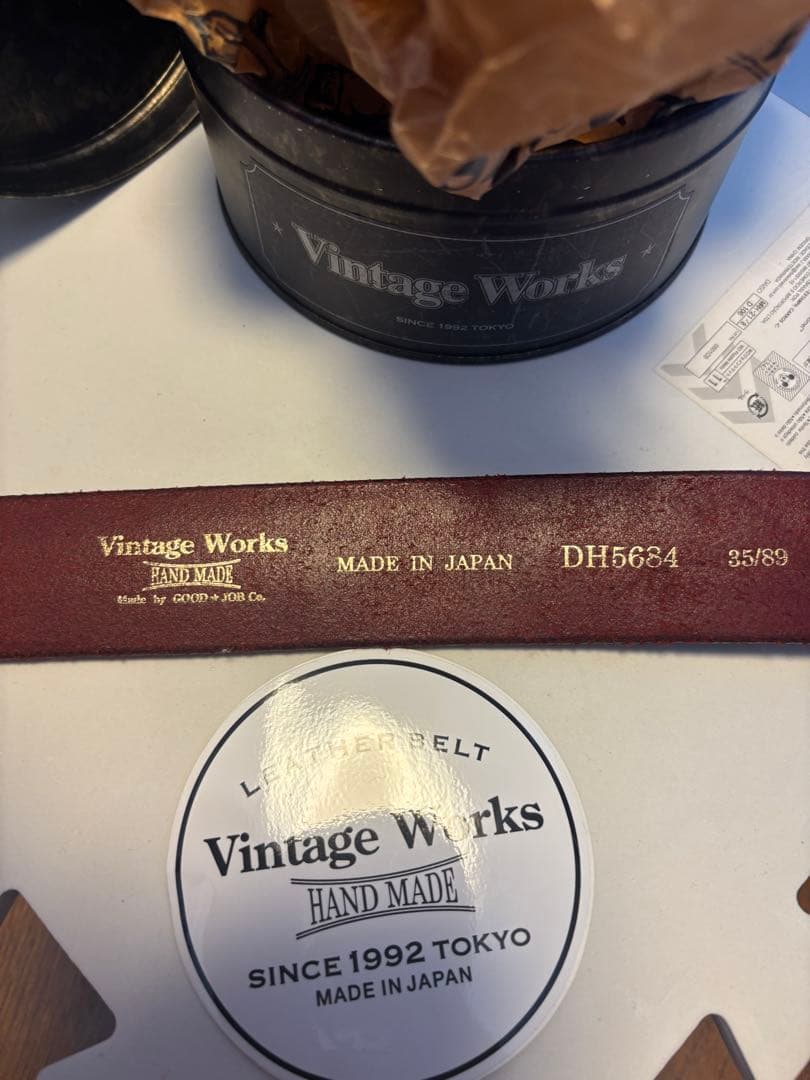 Vintage Works
SINCE 1992 TOKYO
Vintage Works
HAND MADE
Made by GOOD★JOB Co.
MADE IN JAPAN
DH5684
35/89
LEATHER BELT
Vintage Works
HAND MADE
SINCE 1992 TOKYO
MADE IN JAPAN